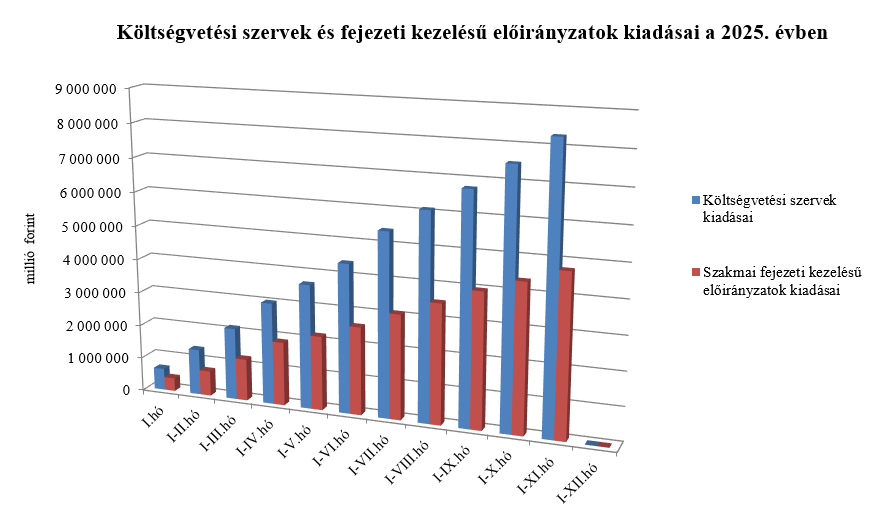 Költségvetési szervek és fejezeti kezelésű előirányzatok kiadásai a 2025. évben
millió forint
9 000 000
8 000 000
7 000 000
6 000 000
5 000 000
4 000 000
3 000 000
2 000 000
1 000 000
0
I.hó
I-II.hó
I-III.hó
I-IV.hó
I-V.hó
I-VI.hó
I-VII.hó
I-VIII.hó
I-IX.hó
I-X.hó
I-XI.hó
I-XII.hó
Költségvetési szervek
kiadásai
Szakmai fejezeti kezelésű
előirányzatok kiadásai